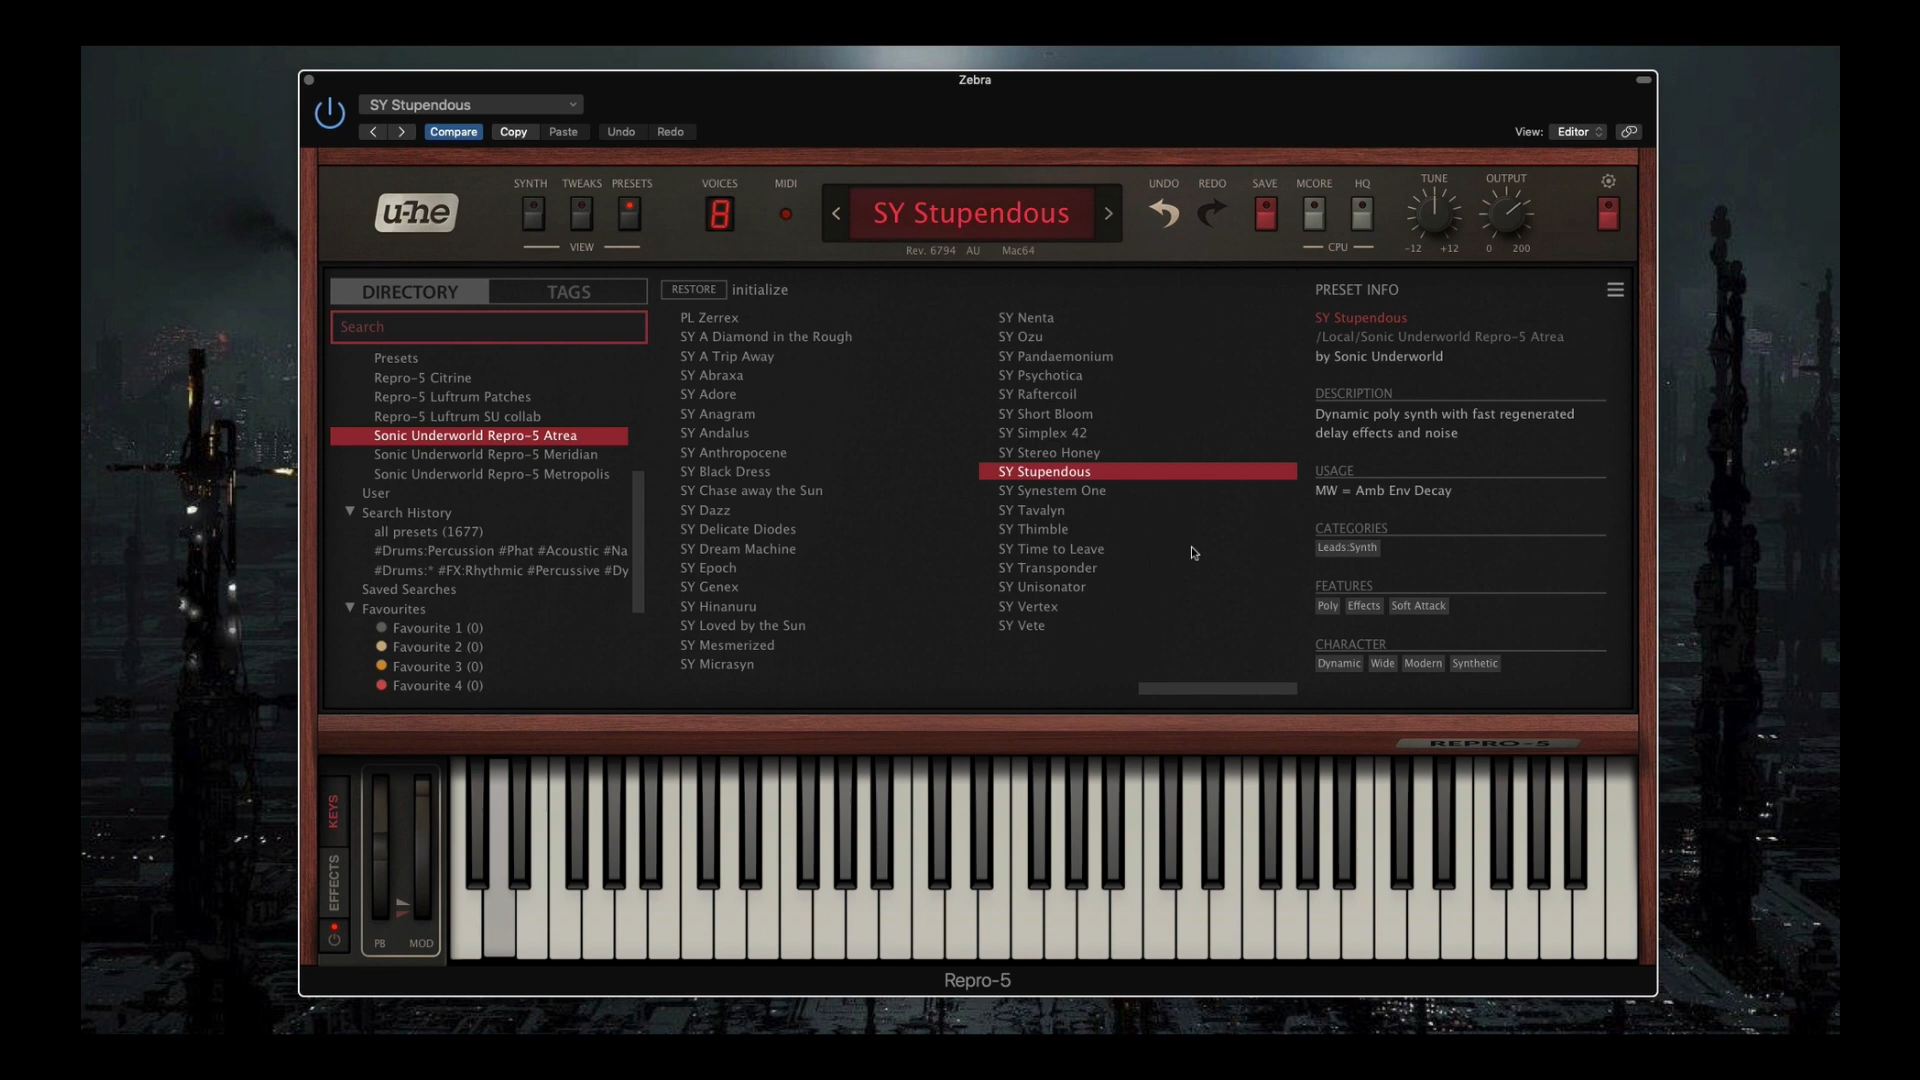 Zebra
SY Stupendous
Compare
Copy
Paste
Undo
Redo
View:
Editor
u-he
SYNTH
TWEAKS
PRESETS
VIEW
VOICES
8
MIDI
SY Stupendous
Rev. 6794 AU Mac64
UNDO
REDO
SAVE
MCORE
HQ
CPU
TUNE
-12 +12
OUTPUT
0 200
DIRECTORY
TAGS
Search
Presets
Repro-5 Citrine
Repro-5 Luftrum Patches
Repro-5 Luftrum SU collab
Sonic Underworld Repro-5 Atrea
Sonic Underworld Repro-5 Meridian
Sonic Underworld Repro-5 Metropolis
User
Search History
all presets (1677)
#Drums:Percussion #Phat #Acoustic #Na
#Drums:* #FX:Rhythmic #Percussive #Dy
Saved Searches
Favourites
Favourite 1 (0)
Favourite 2 (0)
Favourite 3 (0)
Favourite 4 (0)
RESTORE
initialize
PL Zerrex
SY A Diamond in the Rough
SY A Trip Away
SY Abraxa
SY Adore
SY Anagram
SY Andalus
SY Anthropocene
SY Black Dress
SY Chase away the Sun
SY Dazz
SY Delicate Diodes
SY Dream Machine
SY Epoch
SY Genex
SY Hinanuru
SY Loved by the Sun
SY Mesmerized
SY Micrasyn
SY Nenta
SY Ozu
SY Pandaemonium
SY Psychotica
SY Raftercoil
SY Short Bloom
SY Simplex 42
SY Stereo Honey
SY Stupendous
SY Synestem One
SY Tavalyn
SY Thimble
SY Time to Leave
SY Transponder
SY Unisonator
SY Vertex
SY Vete
PRESET INFO
SY Stupendous
/Local/Sonic Underworld Repro-5 Atrea
by Sonic Underworld
DESCRIPTION
Dynamic poly synth with fast regenerated
delay effects and noise
USAGE
MW = Amb Env Decay
CATEGORIES
Leads:Synth
FEATURES
Poly
Effects
Soft Attack
CHARACTER
Dynamic
Wide
Modern
Synthetic
REPRO-5
KEYS
EFFECTS
PB
MOD
Repro-5